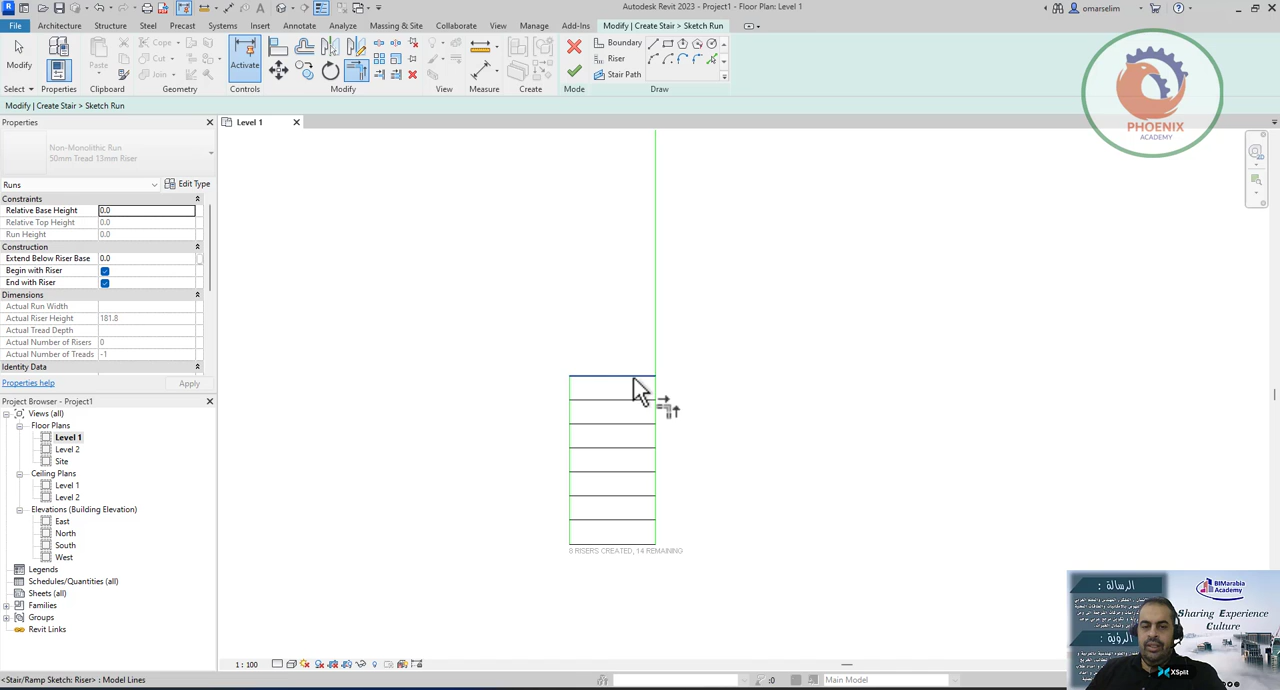 Autodesk Revit 2023 - Project1 - Floor Plan: Level 1
omarselim
File
Architecture
Structure
Steel
Precast
Systems
Insert
Annotate
Analyze
Massing & Site
Collaborate
View
Manage
Add-Ins
Modify | Create Stair > Sketch Run
Modify
Paste
Cope
Cut
Join
Activate
Boundary
Riser
Stair Path
Select
Properties
Clipboard
Geometry
Controls
Modify
View
Measure
Create
Mode
Draw
PHOENIX
ACADEMY
Modify | Create Stair > Sketch Run
Properties
Level 1
Non-Monolithic Run
50mm Tread 13mm Riser
Runs
Edit Type
Constraints
Relative Base Height 0.0
Relative Top Height 0.0
Run Height 0.0
Construction
Extend Below Riser Base 0.0
Begin with Riser
End with Riser
Dimensions
Actual Run Width
Actual Riser Height 181.8
Actual Tread Depth
Actual Number of Risers 0
Actual Number of Treads -1
Identity Data
Properties help
Apply
Project Browser - Project1
Views (all)
Floor Plans
Level 1
Level 2
Site
Ceiling Plans
Level 1
Level 2
Elevations (Building Elevation)
East
North
South
West
Legends
Schedules/Quantities (all)
Sheets (all)
Families
Groups
Revit Links
8 RISERS CREATED, 14 REMAINING
الرسالة :
BIMarabia
Academy
Sharing Experience
Culture
الرؤية :
XSplit
1 : 100
<Stair/Ramp Sketch: Riser> : Model Lines
:0
Main Model